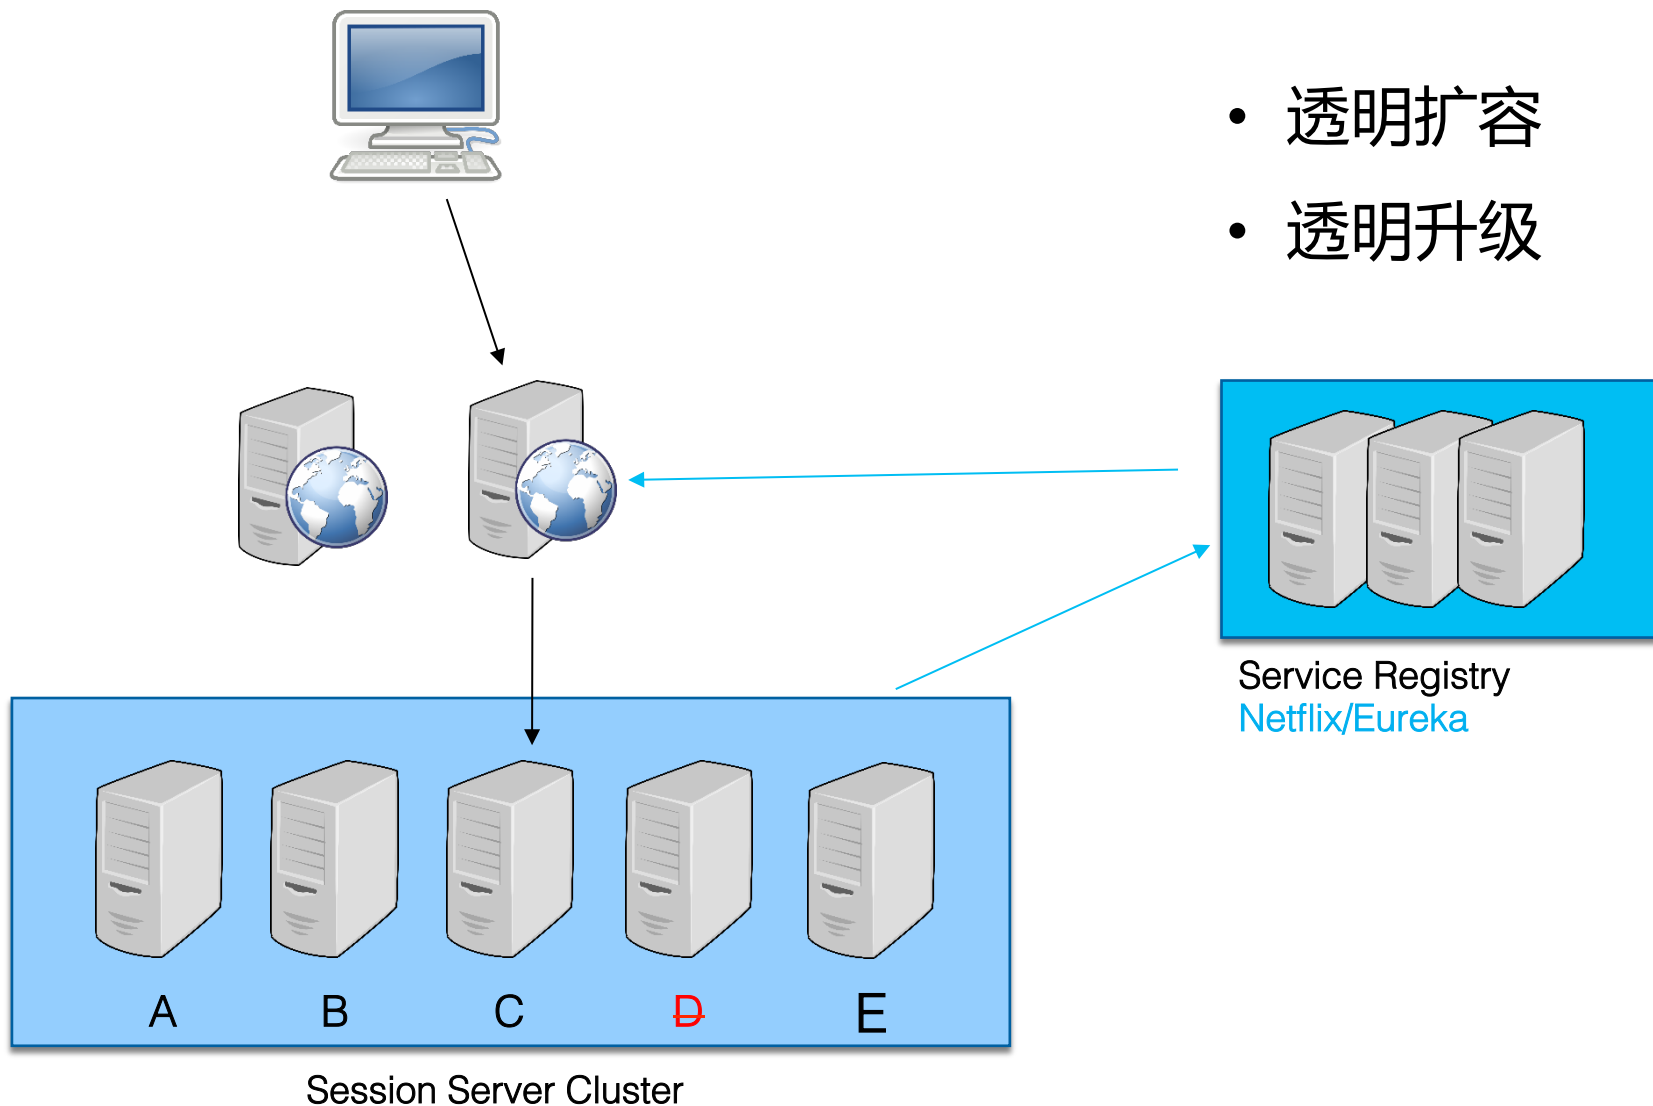 • 透明扩容
• 透明升级
Service Registry
Netflix/Eureka
A B C D E
Session Server Cluster